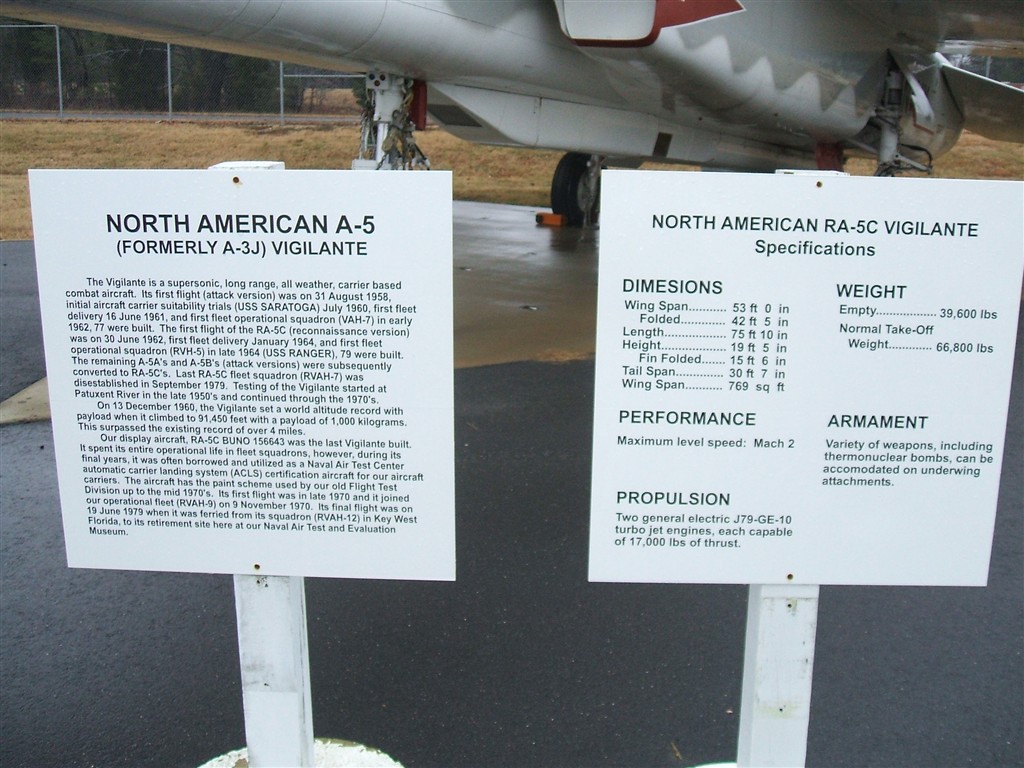 NORTH AMERICAN A-5
(FORMERLY A-3J) VIGILANTE
The Vigilante is a supersonic, long range, all weather, carrier based
combat aircraft. Its first flight (attack version) was on 31 August 1958,
initial aircraft carrier suitability trials (USS SARATOGA) July 1960, first fleet
delivery 16 June 1961, and first fleet operational squadron (VAH-7) in early
1962, 77 were built. The first flight of the RA-5C (reconnaissance version)
was on 30 June 1962, first fleet delivery January 1964, and first fleet
operational squadron (RVH-5) in late 1964 (USS RANGER), 79 were built.
The remaining A-5A's and A-5B's (attack versions) were subsequently
converted to RA-5C's. Last RA-5C fleet squadron (RVAH-7) was
disestablished in September 1979. Testing of the Vigilante started at
Patuxent River in the late 1950's and continued through the 1970's.
On 13 December 1960, the Vigilante set a world altitude record with
payload when it climbed to 91,450 feet with a payload of 1,000 kilograms.
This surpassed the existing record of over 4 miles.
Our display aircraft, RA-5C BUNO 156643 was the last Vigilante built.
It spent its entire operational life in fleet squadrons, however, during its
final years, it was often borrowed and utilized as a Naval Air Test Center
automatic carrier landing system (ACLS) certification aircraft for our aircraft
carriers. The aircraft has the paint scheme used by our old Flight Test
Division up to the mid 1970's. Its first flight was in late 1970 and it joined
our operational fleet (RVAH-9) on 9 November 1970. Its final flight was on
19 June 1979 when it was ferried from its squadron (RVAH-12) in Key West
Florida, to its retirement site here at our Naval Air Test and Evaluation
Museum.
NORTH AMERICAN RA-5C VIGILANTE
Specifications
DIMESIONS
Wing Span........... 53 ft 0 in
Folded............. 42 ft 5 in
Length............... 75 ft 10 in
Height................ 19 ft 5 in
Fin Folded....... 15 ft 6 in
Tail Span............ 30 ft 7 in
Wing Span........... 769 sq ft
WEIGHT
Empty.................. 39,600 lbs
Normal Take-Off
Weight............. 66,800 lbs
PERFORMANCE
Maximum level speed: Mach 2
ARMAMENT
Variety of weapons, including
thermonuclear bombs, can be
accomodated on underwing
attachments.
PROPULSION
Two general electric J79-GE-10
turbo jet engines, each capable
of 17,000 lbs of thrust.